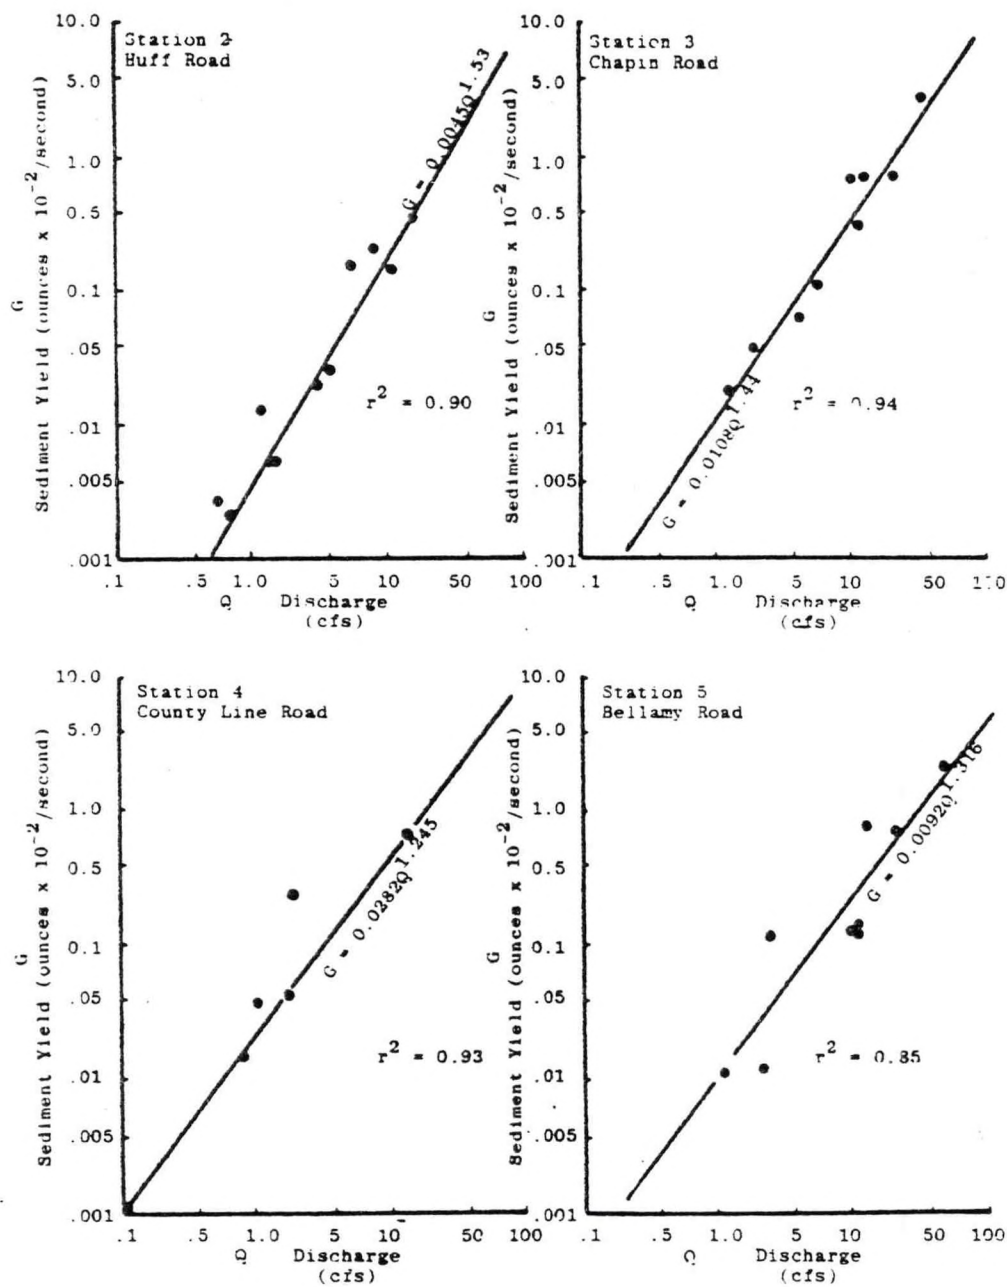 Station 2
Huff Road
10.0
5.0
1.0
0.5
0.1
.05
.01
.005
.001
G
Sediment Yield (ounces x 10⁻²/second)
G = 0.0045Q¹·⁵³
r² = 0.90
.1 .5 1.0 5 10 50 100
Q Discharge
(cfs)
Station 3
Chapin Road
10.0
5.0
1.0
0.5
0.1
.05
.01
.005
.001
G
Sediment Yield (ounces x 10⁻²/second)
G = 0.0108Q¹·⁴⁴
r² = 0.94
.1 .5 1.0 5 10 50 100
Q Discharge
(cfs)
Station 4
County Line Road
10.0
5.0
1.0
0.5
0.1
.05
.01
.005
.001
G
Sediment Yield (ounces x 10⁻²/second)
G = 0.0282Q¹·²⁴⁵
r² = 0.93
.1 .5 1.0 5 10 50 100
Q Discharge
(cfs)
Station 5
Bellamy Road
10.0
5.0
1.0
0.5
0.1
.05
.01
.005
.001
G
Sediment Yield (ounces x 10⁻²/second)
G = 0.0092Q¹·³¹⁶
r² = 0.85
.1 .5 1.0 5 10 50 100
Q Discharge
(cfs)